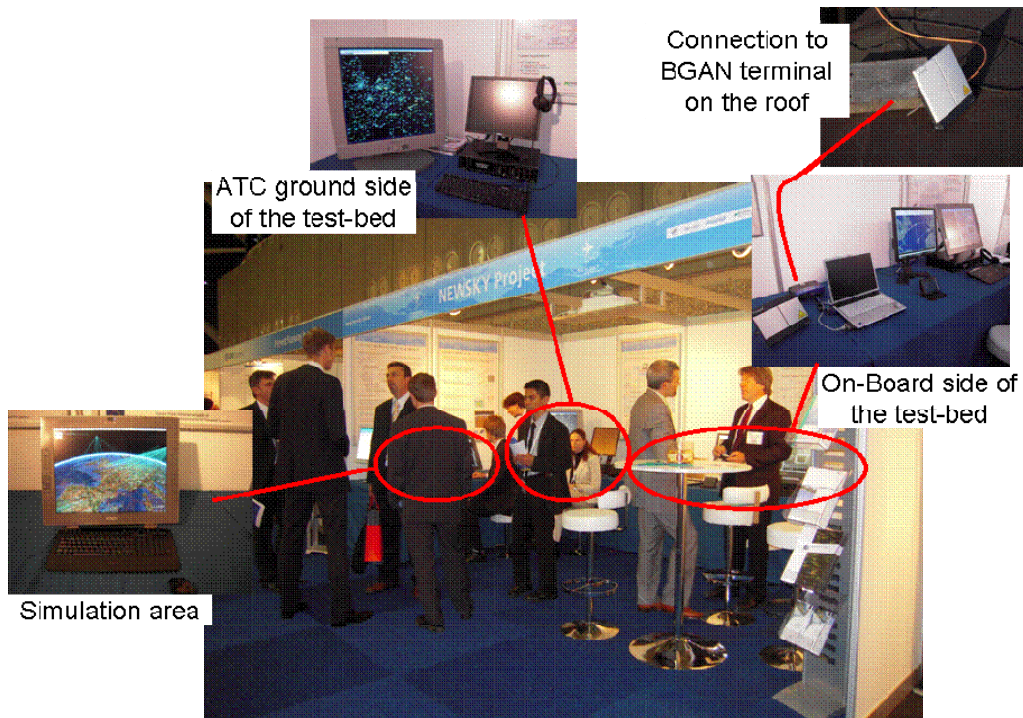 Connection to
BGAN terminal
on the roof
ATC ground side
of the test-bed
NEWSKY Project
On-Board side of
the test-bed
Simulation area